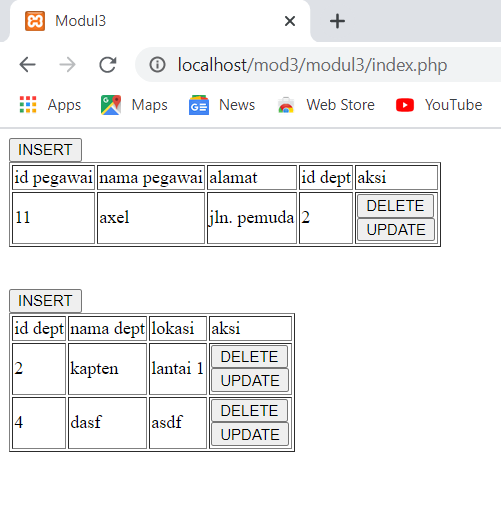 Modul3
localhost/mod3/modul3/index.php
Apps Maps News Web Store YouTube
INSERT
id pegawai nama pegawai alamat id dept aksi
11 axel jln. pemuda 2 DELETE
UPDATE
INSERT
id dept nama dept lokasi aksi
2 kapten lantai 1 DELETE
UPDATE
4 dasf asdf DELETE
UPDATE